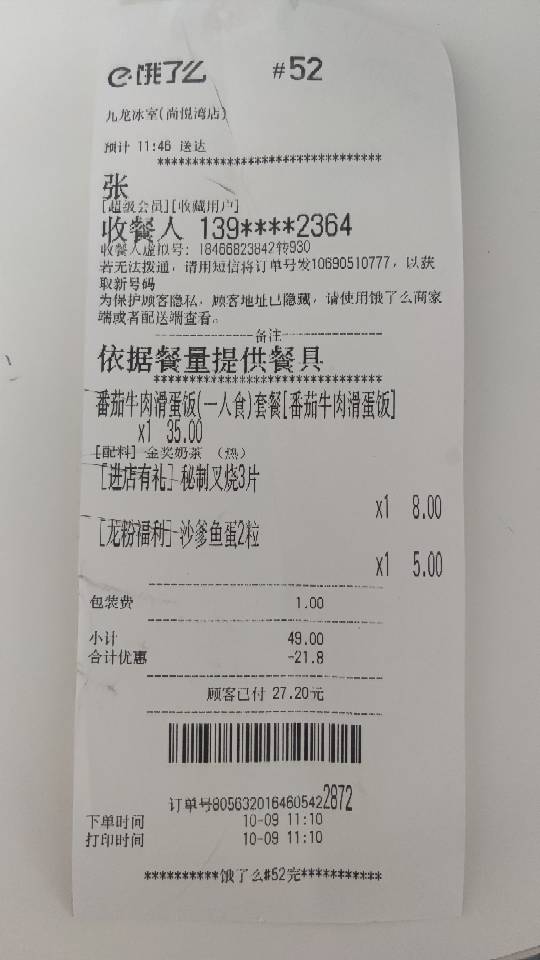 饿了么 #52
九龙冰室(尚悦湾店)
预计 11:46 送达
********************************
张
[超级会员][收藏用户]
收餐人 139****2364
收餐人虚拟号: 18466823842转930
若无法拨通，请用短信将订单号发10690510777，以获
取新号码
为保护顾客隐私，顾客地址已隐藏，请使用饿了么商家
端或者配送端查看。
---------------备注---------------
依据餐量提供餐具
********************************
番茄牛肉滑蛋饭(一人食)套餐[番茄牛肉滑蛋饭]
x1 35.00
[配料] 金奖奶茶 （热）
[进店有礼]-秘制叉烧3片
x1 8.00
[龙粉福利]-沙爹鱼蛋2粒
x1 5.00
包装费 1.00
小计 49.00
合计优惠 -21.8
顾客已付 27.20元
订单号8056320164605422872
下单时间 10-09 11:10
打印时间 10-09 11:10
**********饿了么#52完***********